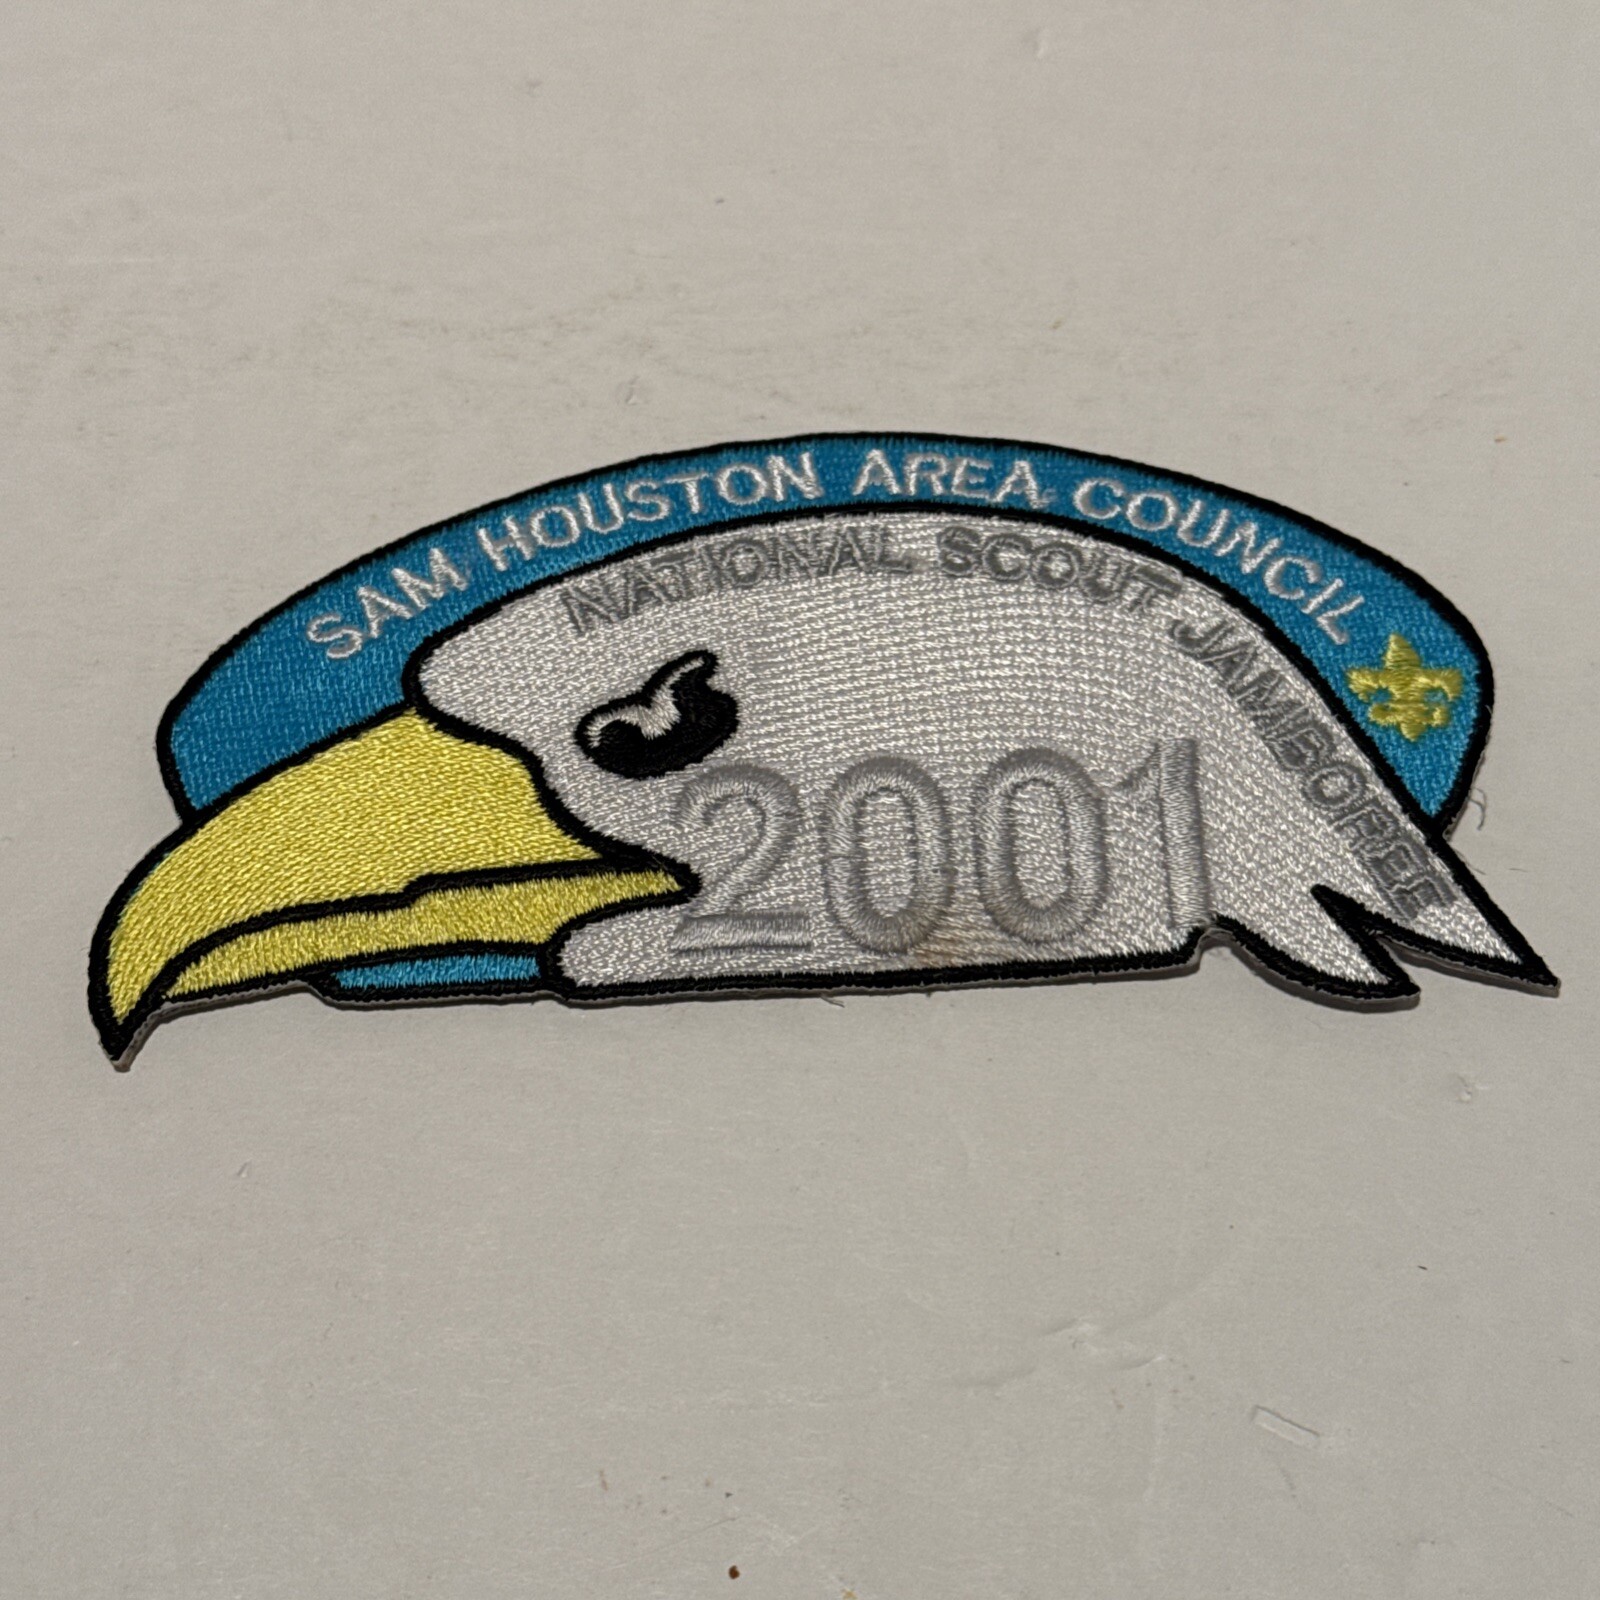 SAM HOUSTON AREA COUNCIL
NATIONAL SCOUT JAMBOREE
2001